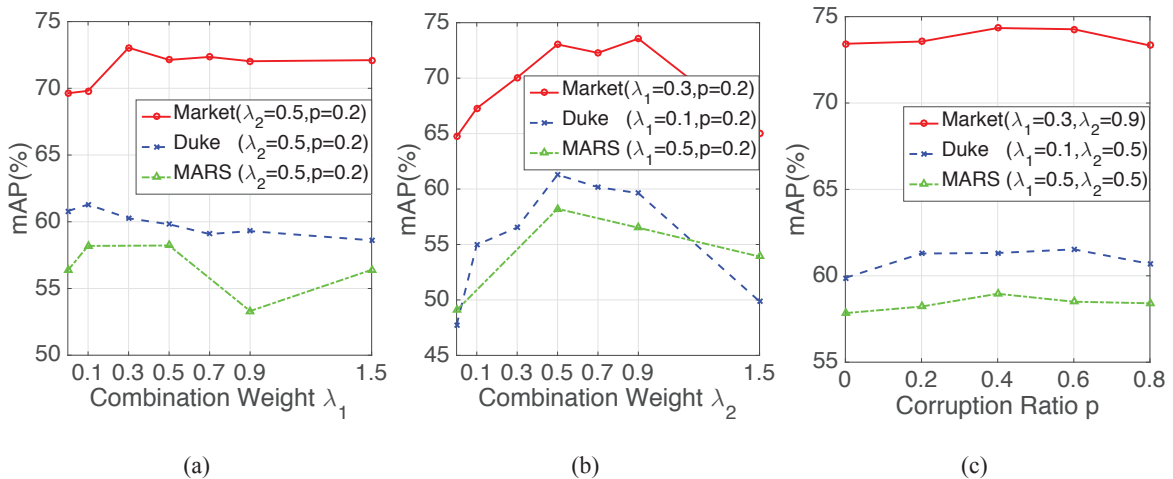 75
70
65
60
55
50
mAP(%)
Market(λ1=0.5,p=0.2)
Duke (λ2=0.5,p=0.2)
MARS (λ2=0.5,p=0.2)
0.1 0.3 0.5 0.7 0.9 1.5
Combination Weight λ1
(a)
75
70
65
60
55
50
45
mAP(%)
Market(λ1=0.3,p=0.2)
Duke (λ1=0.1,p=0.2)
MARS (λ1=0.5,p=0.2)
0.1 0.3 0.5 0.7 0.9 1.5
Combination Weight λ2
(b)
75
70
65
60
55
mAP(%)
Market(λ1=0.3,λ2=0.9)
Duke (λ1=0.1,λ2=0.5)
MARS (λ1=0.5,λ2=0.5)
0 0.2 0.4 0.6 0.8
Corruption Ratio p
(c)